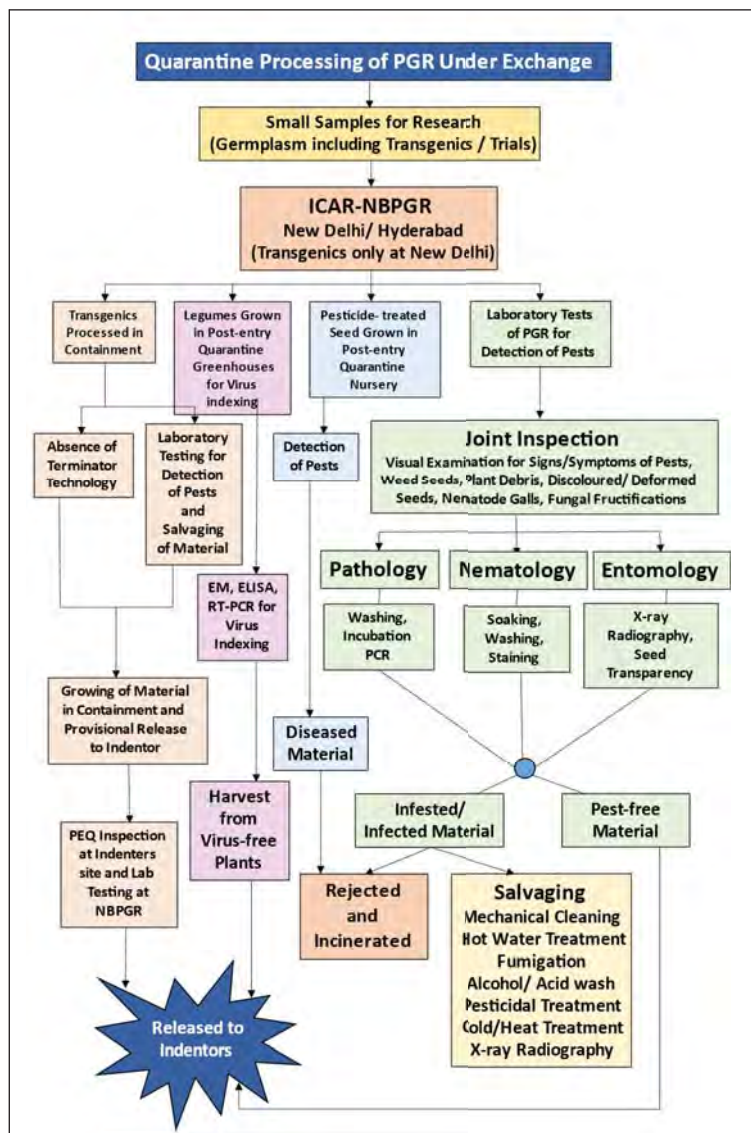 Quarantine Processing of PGR Under Exchange
Small Samples for Research
(Germplasm including Transgenics / Trials)
ICAR-NBPGR
New Delhi/ Hyderabad
(Transgenics only at New Delhi)
Transgenics
Processed in
Containment
Legumes Grown
in Post-entry
Quarantine
Greenhouses
for Virus
indexing
Pesticide- treated
Seed Grown in
Post-entry
Quarantine
Nursery
Laboratory Tests
of PGR for
Detection of Pests
Absence of
Terminator
Technology
Laboratory
Testing for
Detection
of Pests
and
Salvaging
of Material
Detection
of Pests
Joint Inspection
Visual Examination for Signs/Symptoms of Pests,
Weed Seeds, Plant Debris, Discoloured/ Deformed
Seeds, Nenatode Galls, Fungal Fructifications
Pathology
Nematology
Entomology
EM, ELISA,
RT-PCR for
Virus
Indexing
Washing,
Incubation
PCR
Soaking,
Washing,
Staining
X-ray
Radiography,
Seed
Transparency
Growing of Material
in Containment and
Provisional Release
to Indentor
Diseased
Material
Harvest
from
Virus-free
Plants
Infested/
Infected Material
Pest-free
Material
PEQ Inspection
at Indenters
site and Lab
Testing at
NBPGR
Rejected
and
Incinerated
Salvaging
Mechanical Cleaning
Hot Water Treatment
Fumigation
Alcohol/ Acid wash
Pesticidal Treatment
Cold/Heat Treatment
X-ray Radiography
Released to
Indentors